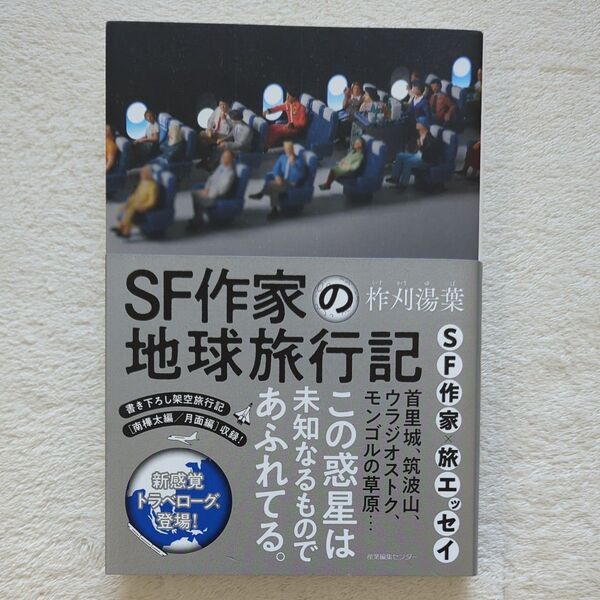 SF作家の
地球旅行記
柞刈湯葉
いすかりゆば
SF作家×旅エッセイ
首里城、筑波山、
ウラジオストク、
モンゴルの草原…
この惑星は
未知なるもので
あふれてる。
書き下ろし架空旅行記
[南樺太編/月面編]収録!
新感覚
トラベローグ、
登場!
産業編集センター